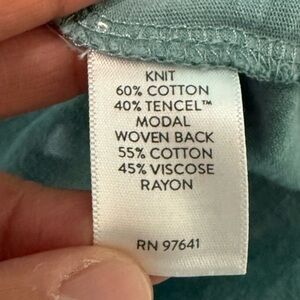 KNIT
60% COTTON
40% TENCEL™
MODAL
WOVEN BACK
55% COTTON
45% VISCOSE
RAYON
RN 97641